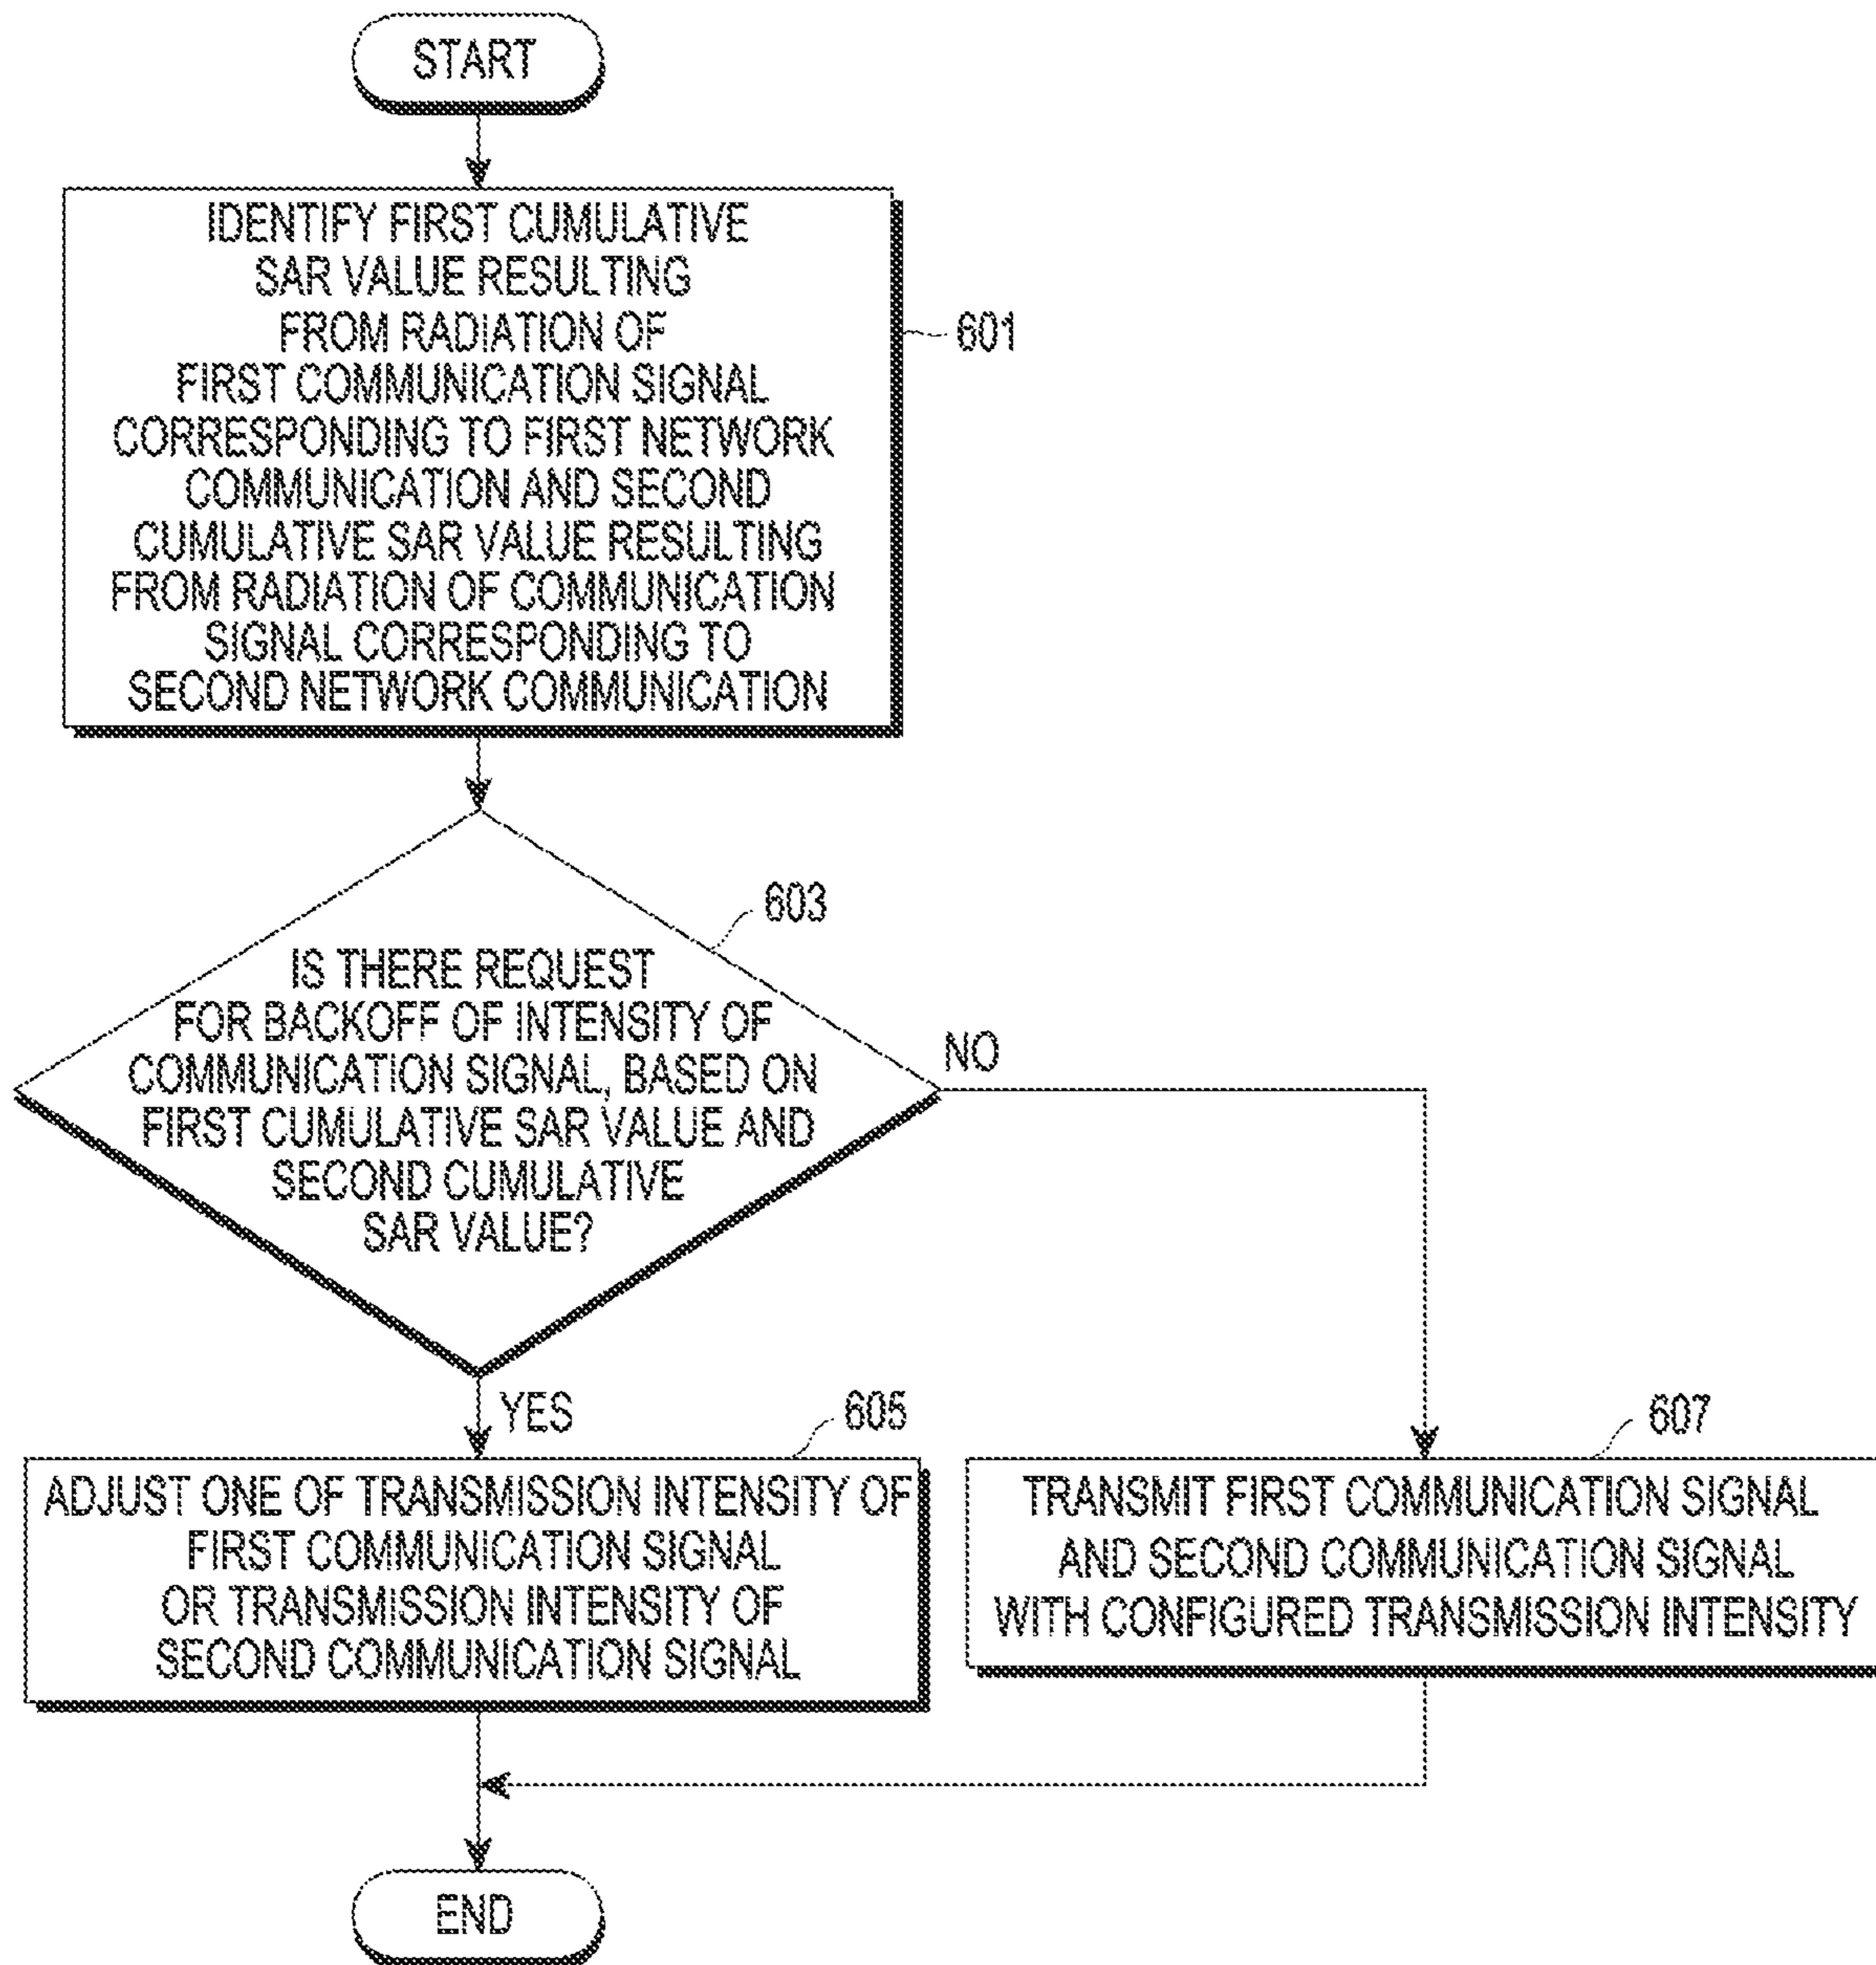 START
IDENTIFY FIRST CUMULATIVE
SAR VALUE RESULTING
FROM RADIATION OF
FIRST COMMUNICATION SIGNAL
CORRESPONDING TO FIRST NETWORK
COMMUNICATION AND SECOND
CUMULATIVE SAR VALUE RESULTING
FROM RADIATION OF COMMUNICATION
SIGNAL CORRESPONDING TO
SECOND NETWORK COMMUNICATION
601
603
IS THERE REQUEST
FOR BACKOFF OF INTENSITY OF
COMMUNICATION SIGNAL, BASED ON
FIRST CUMULATIVE SAR VALUE AND
SECOND CUMULATIVE
SAR VALUE?
NO
YES
605
ADJUST ONE OF TRANSMISSION INTENSITY OF
FIRST COMMUNICATION SIGNAL
OR TRANSMISSION INTENSITY OF
SECOND COMMUNICATION SIGNAL
607
TRANSMIT FIRST COMMUNICATION SIGNAL
AND SECOND COMMUNICATION SIGNAL
WITH CONFIGURED TRANSMISSION INTENSITY
END